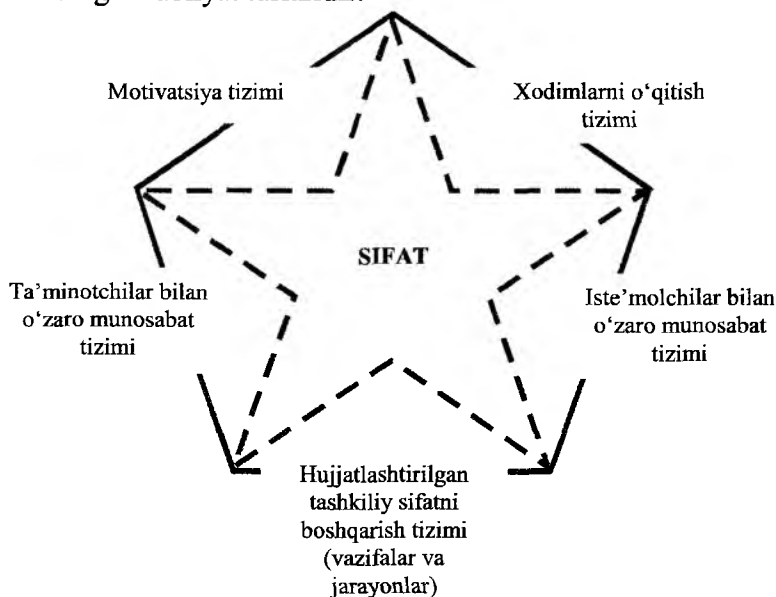 Motivatsiya tizimi
Xodimlarni o‘qitish
tizimi
SIFAT
Ta’minotchilar bilan
o‘zaro munosabat
tizimi
Iste’molchilar bilan
o‘zaro munosabat
tizimi
Hujjatlashtirilgan
tashkiliy sifatni
boshqarish tizimi
(vazifalar va
jarayonlar)